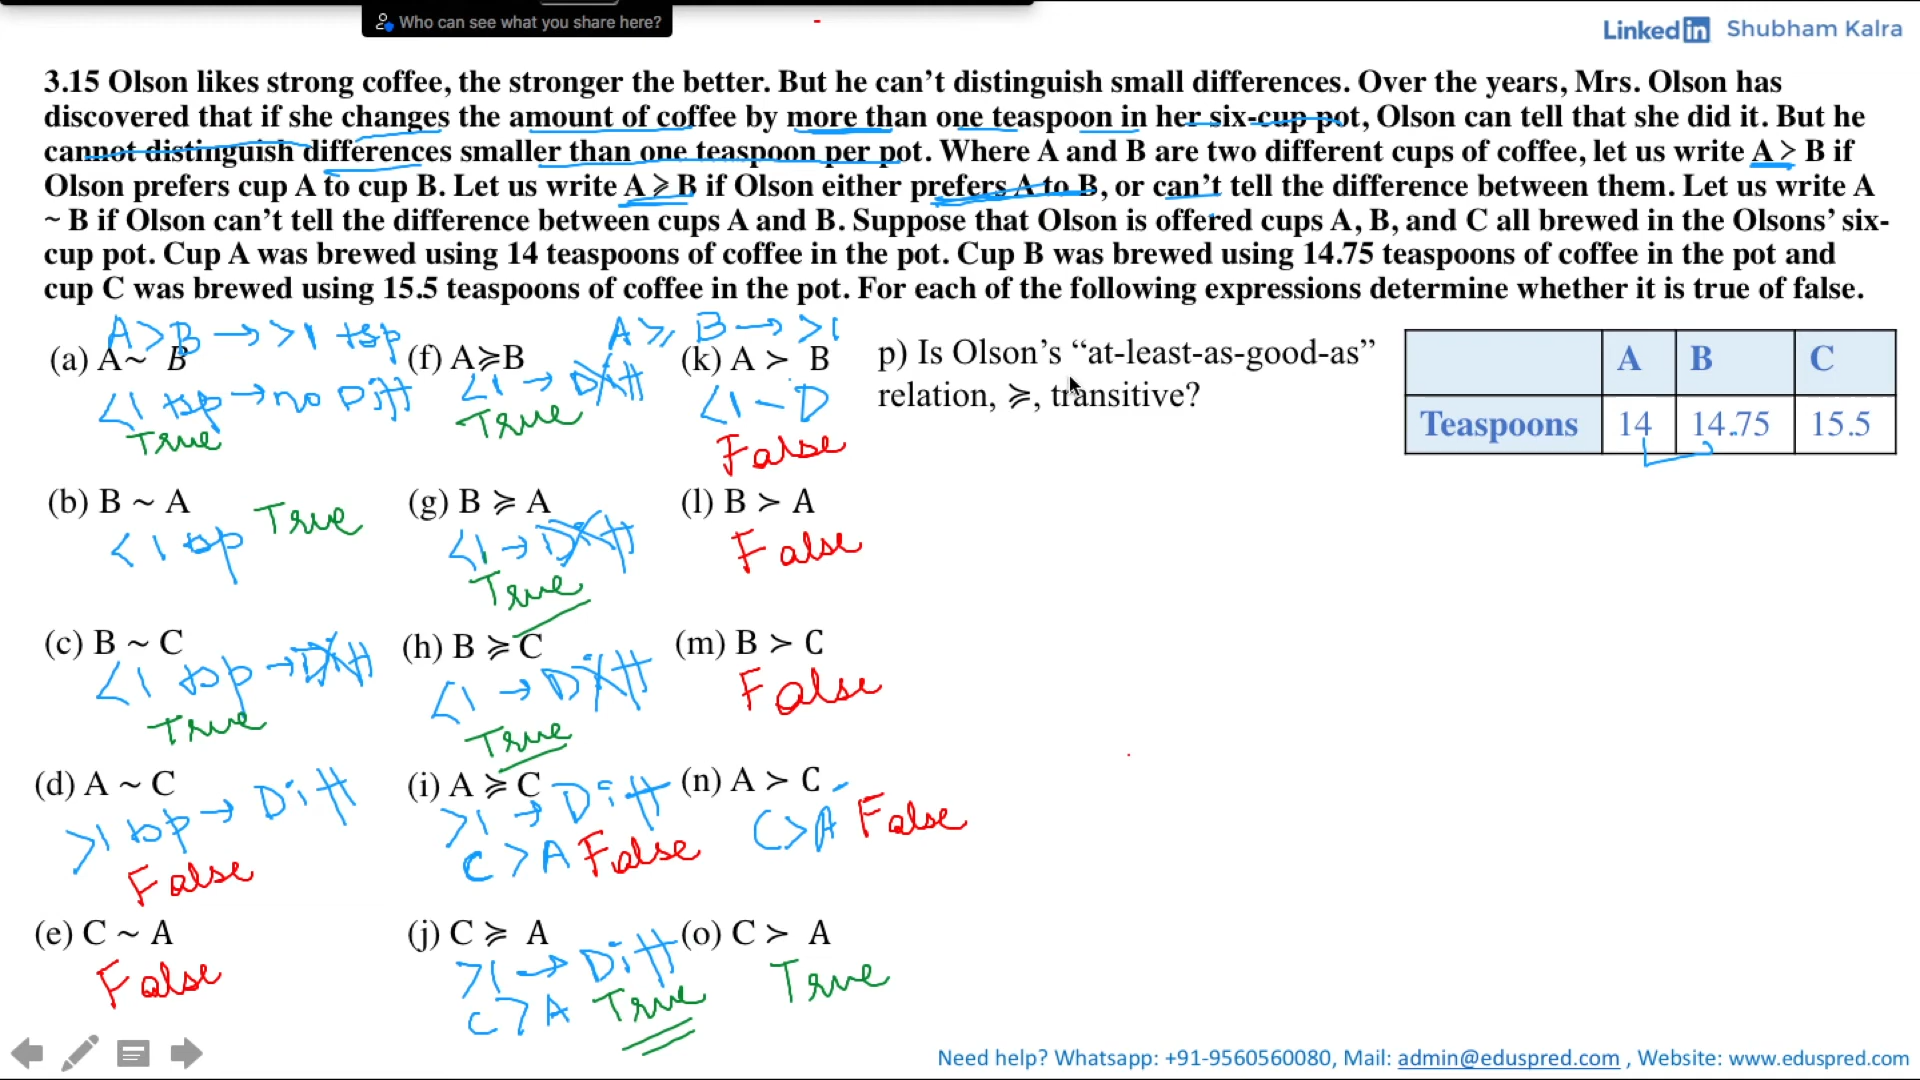 Who can see what you share here?
Linked in Shubham Kalra
3.15 Olson likes strong coffee, the stronger the better. But he can’t distinguish small differences. Over the years, Mrs. Olson has
discovered that if she changes the amount of coffee by more than one teaspoon in her six-cup pot, Olson can tell that she did it. But he
cannot distinguish differences smaller than one teaspoon per pot. Where A and B are two different cups of coffee, let us write A ≻ B if
Olson prefers cup A to cup B. Let us write A ≽ B if Olson either prefers A to B, or can’t tell the difference between them. Let us write A
~ B if Olson can’t tell the difference between cups A and B. Suppose that Olson is offered cups A, B, and C all brewed in the Olsons’ six-
cup pot. Cup A was brewed using 14 teaspoons of coffee in the pot. Cup B was brewed using 14.75 teaspoons of coffee in the pot and
cup C was brewed using 15.5 teaspoons of coffee in the pot. For each of the following expressions determine whether it is true of false.
A > B → >1 tsp
(a) A ~ B
<1 tsp → no Diff
True
(b) B ~ A
True
<1 tsp
(c) B ~ C
<1 tsp → Diff
True
(d) A ~ C
>1 tsp → Diff
False
(e) C ~ A
False
(f) A ≽ B
<1 → Diff
True
(g) B ≽ A
<1 → Diff
True
(h) B ≽ C
<1 → Diff
True
(i) A ≽ C
>1 → Diff
C > A False
(j) C ≽ A
>1 → Diff
C > A True
A ≥ B → >1
(k) A ≻ B
<1 – D
False
(l) B ≻ A
False
(m) B ≻ C
False
(n) A ≻ C
C > A False
(o) C ≻ A
True
p) Is Olson’s “at-least-as-good-as”
relation, ≽, transitive?
A B C
Teaspoons 14 14.75 15.5
Need help? Whatsapp: +91-9560560080, Mail: admin@eduspred.com , Website: www.eduspred.com